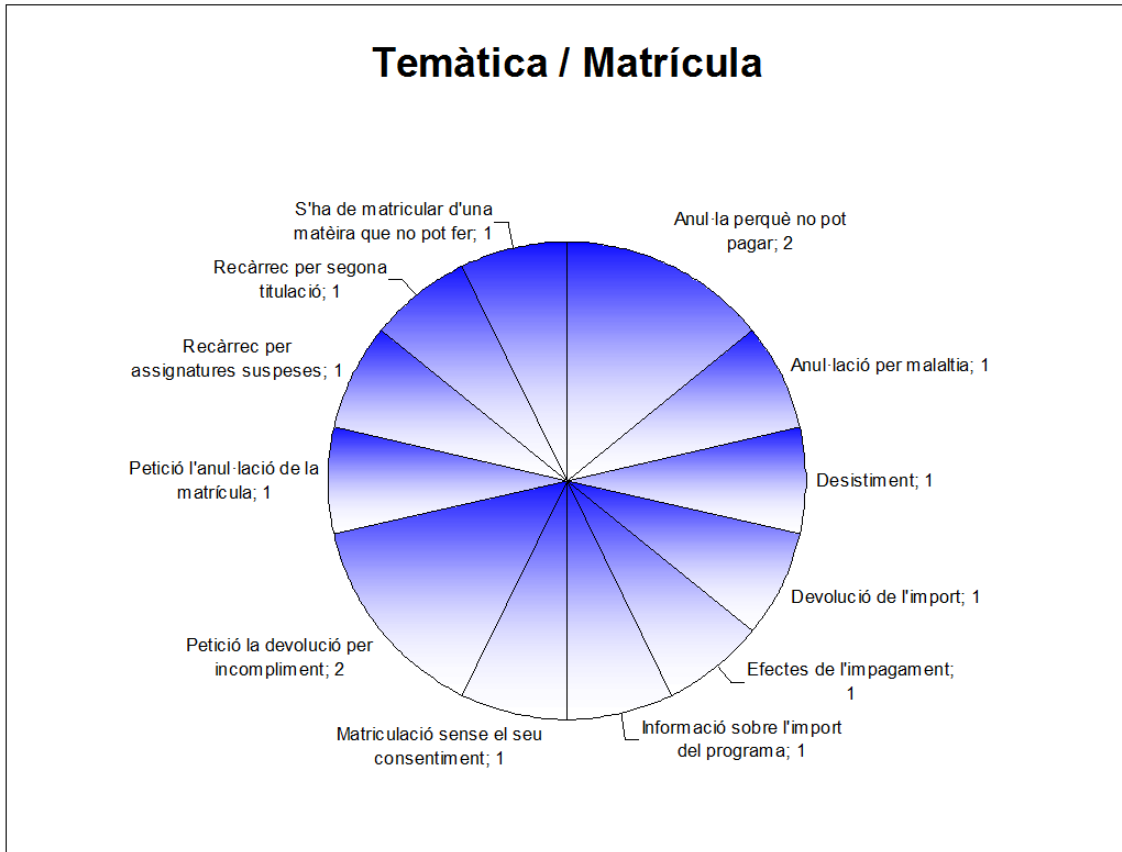 Temàtica / Matrícula
S'ha de matricular d'una
matèira que no pot fer; 1
Anul·la perquè no pot
pagar; 2
Recàrrec per segona
titulació; 1
Recàrrec per
assignatures suspeses; 1
Anul·lació per malaltia; 1
Petició l'anul·lació de la
matrícula; 1
Desistiment; 1
Devolució de l'import; 1
Petició la devolució per
incompliment; 2
Efectes de l'impagament;
1
Matriculació sense el seu
consentiment; 1
Informació sobre l'import
del programa; 1